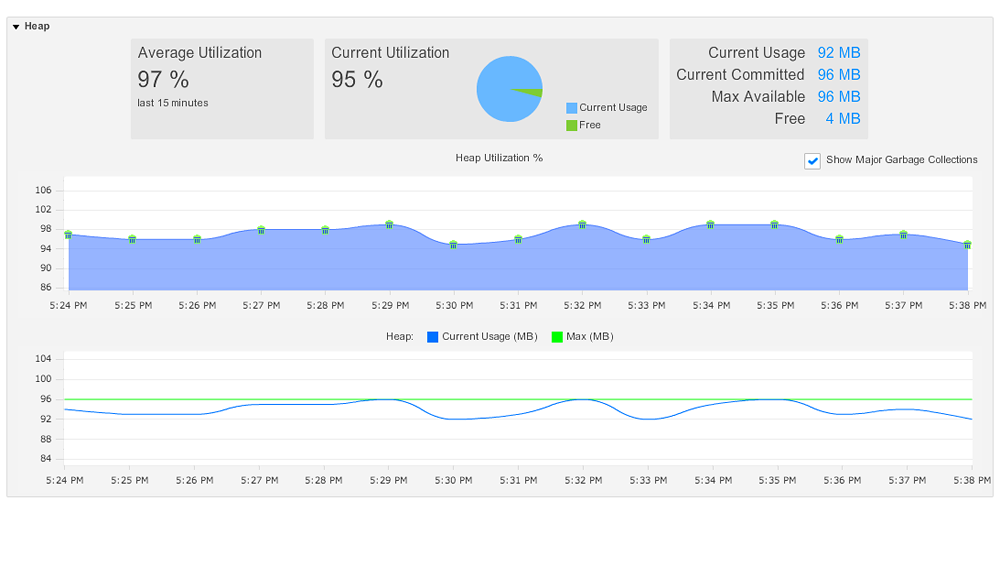 Heap
Average Utilization
97 %
last 15 minutes
Current Utilization
95 %
Current Usage
Free
Current Usage 92 MB
Current Committed 96 MB
Max Available 96 MB
Free 4 MB
Heap Utilization %
Show Major Garbage Collections
106
102
98
94
90
86
5:24 PM 5:25 PM 5:26 PM 5:27 PM 5:28 PM 5:29 PM 5:30 PM 5:31 PM 5:32 PM 5:33 PM 5:34 PM 5:35 PM 5:36 PM 5:37 PM 5:38 PM
Heap: Current Usage (MB) Max (MB)
104
100
96
92
88
84
5:24 PM 5:25 PM 5:26 PM 5:27 PM 5:28 PM 5:29 PM 5:30 PM 5:31 PM 5:32 PM 5:33 PM 5:34 PM 5:35 PM 5:36 PM 5:37 PM 5:38 PM